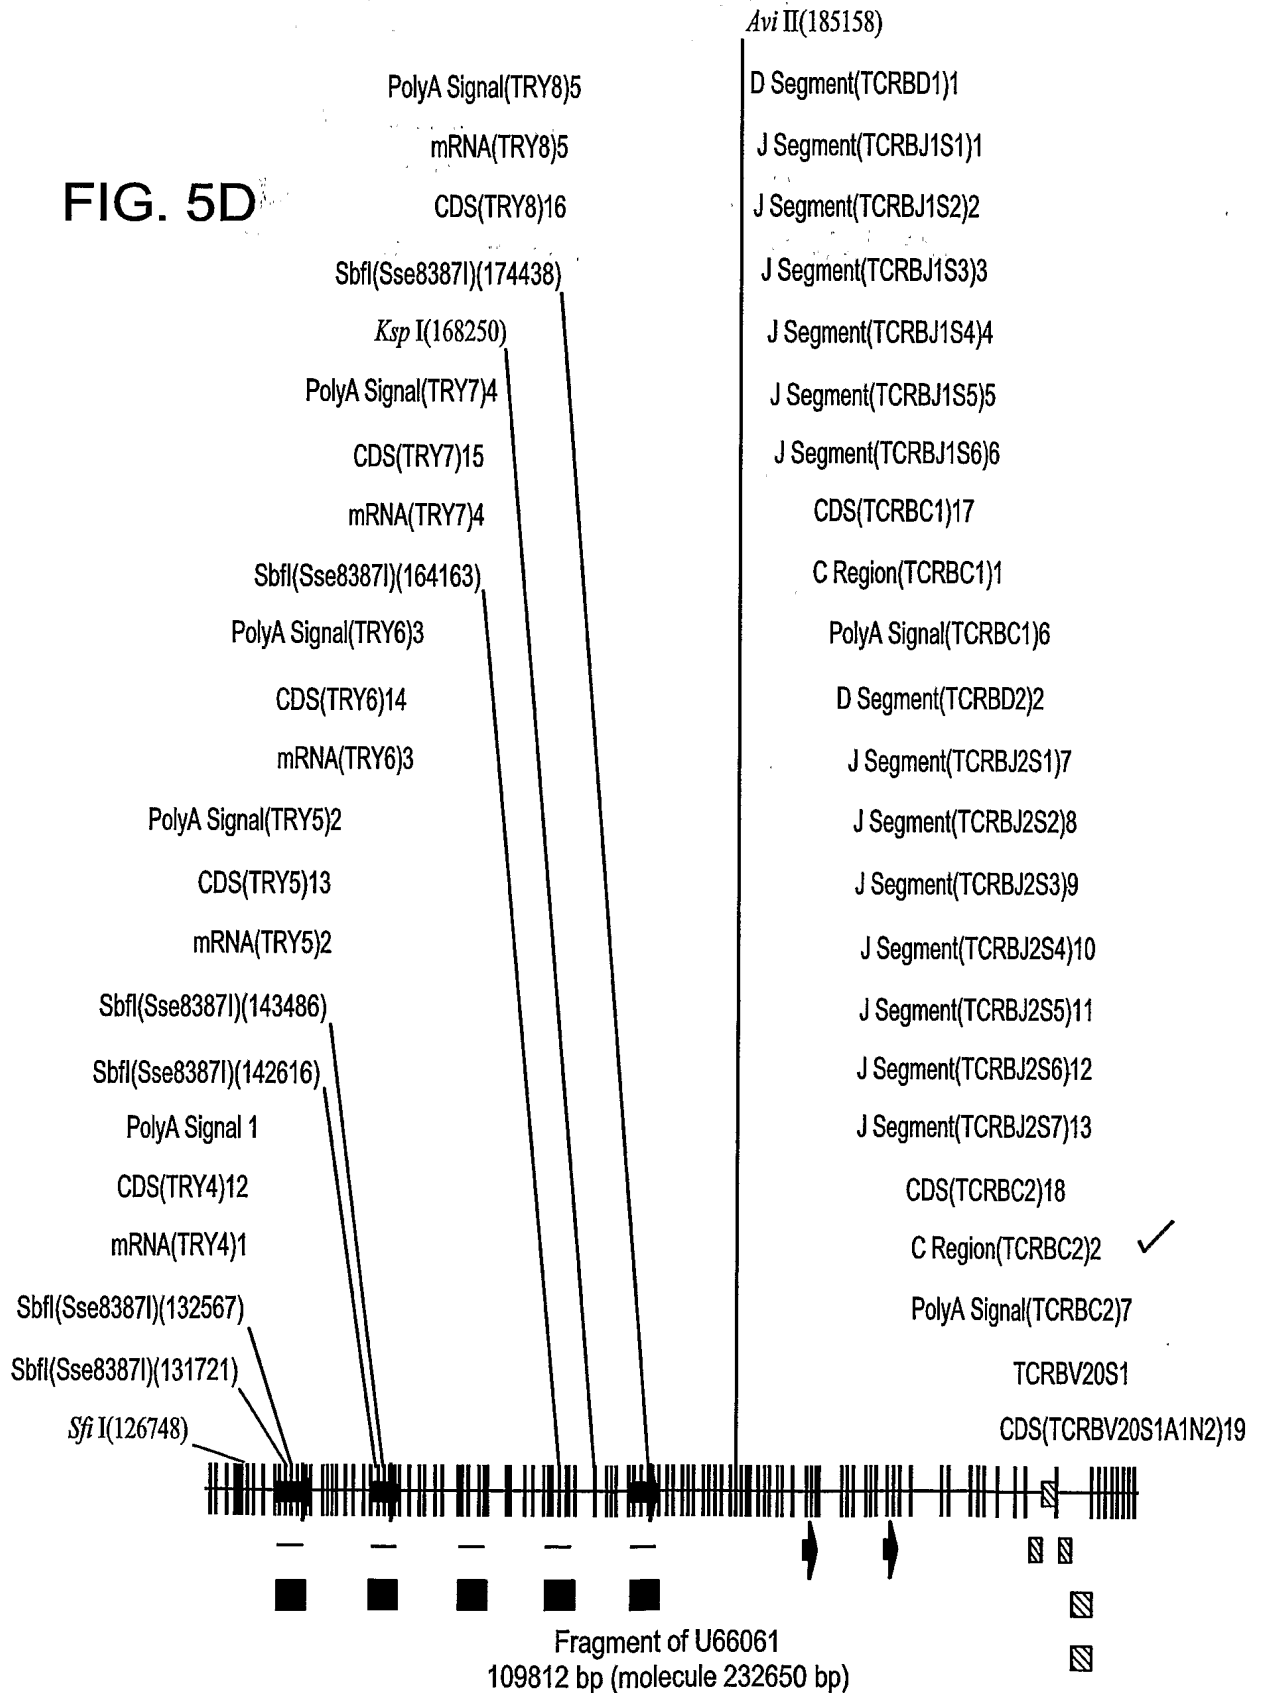 FIG. 5D
PolyA Signal(TRY8)5
mRNA(TRY8)5
CDS(TRY8)16
SbfI(Sse8387I)(174438)
Ksp I(168250)
PolyA Signal(TRY7)4
CDS(TRY7)15
mRNA(TRY7)4
SbfI(Sse8387I)(164163)
PolyA Signal(TRY6)3
CDS(TRY6)14
mRNA(TRY6)3
PolyA Signal(TRY5)2
CDS(TRY5)13
mRNA(TRY5)2
SbfI(Sse8387I)(143486)
SbfI(Sse8387I)(142616)
PolyA Signal 1
CDS(TRY4)12
mRNA(TRY4)1
SbfI(Sse8387I)(132567)
SbfI(Sse8387I)(131721)
Sfi I(126748)
Avi II(185158)
D Segment(TCRBD1)1
J Segment(TCRBJ1S1)1
J Segment(TCRBJ1S2)2
J Segment(TCRBJ1S3)3
J Segment(TCRBJ1S4)4
J Segment(TCRBJ1S5)5
J Segment(TCRBJ1S6)6
CDS(TCRBC1)17
C Region(TCRBC1)1
PolyA Signal(TCRBC1)6
D Segment(TCRBD2)2
J Segment(TCRBJ2S1)7
J Segment(TCRBJ2S2)8
J Segment(TCRBJ2S3)9
J Segment(TCRBJ2S4)10
J Segment(TCRBJ2S5)11
J Segment(TCRBJ2S6)12
J Segment(TCRBJ2S7)13
CDS(TCRBC2)18
C Region(TCRBC2)2
PolyA Signal(TCRBC2)7
TCRBV20S1
CDS(TCRBV20S1A1N2)19
Fragment of U66061
109812 bp (molecule 232650 bp)